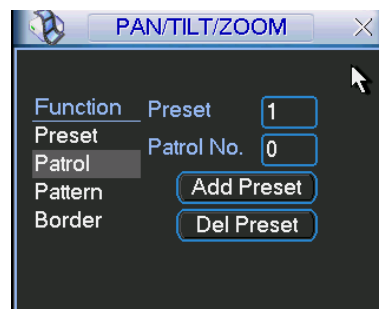 PAN/TILT/ZOOM
Function
Preset
Patrol
Pattern
Border
Preset 1
Patrol No. 0
Add Preset
Del Preset